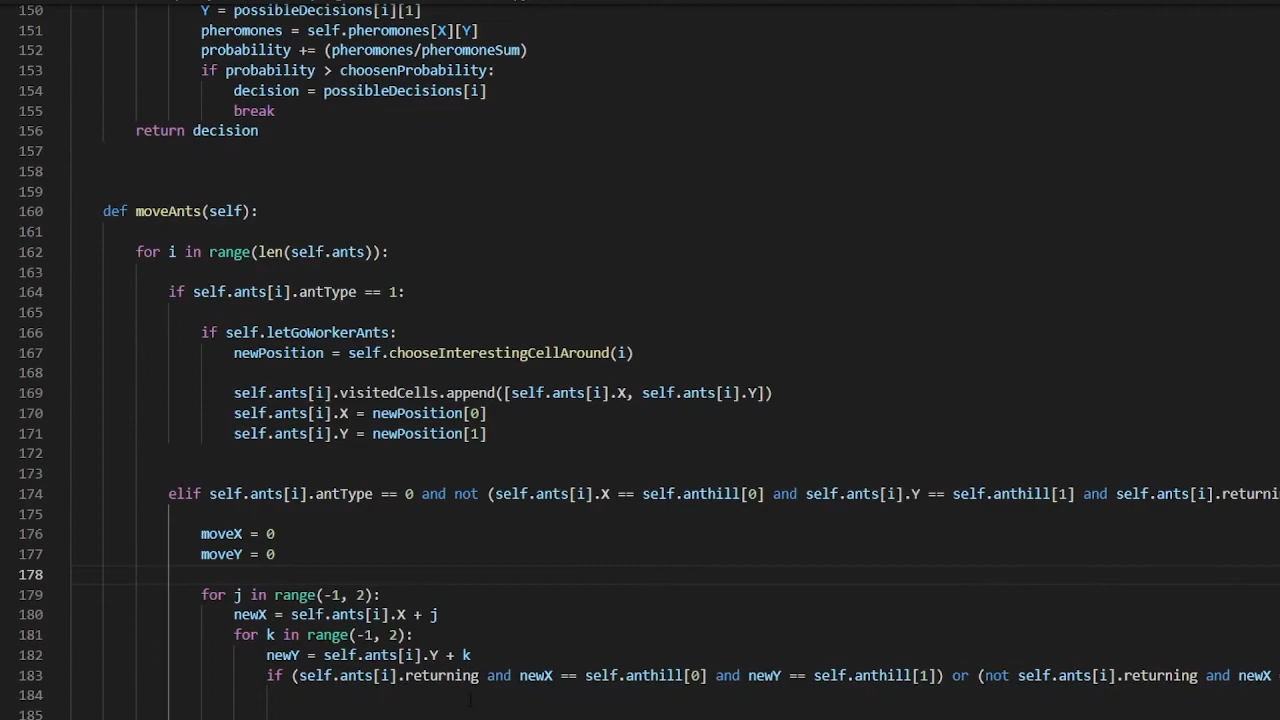 150 Y = possibleDecisions[i][1]
151 pheromones = self.pheromones[X][Y]
152 probability += (pheromones/pheromoneSum)
153 if probability > choosenProbability:
154 decision = possibleDecisions[i]
155 break
156 return decision
157
158
159
160 def moveAnts(self):
161
162 for i in range(len(self.ants)):
163
164 if self.ants[i].antType == 1:
165
166 if self.letGoWorkerAnts:
167 newPosition = self.chooseInterestingCellAround(i)
168
169 self.ants[i].visitedCells.append([self.ants[i].X, self.ants[i].Y])
170 self.ants[i].X = newPosition[0]
171 self.ants[i].Y = newPosition[1]
172
173
174 elif self.ants[i].antType == 0 and not (self.ants[i].X == self.anthill[0] and self.ants[i].Y == self.anthill[1] and self.ants[i].returni
175
176 moveX = 0
177 moveY = 0
178
179 for j in range(-1, 2):
180 newX = self.ants[i].X + j
181 for k in range(-1, 2):
182 newY = self.ants[i].Y + k
183 if (self.ants[i].returning and newX == self.anthill[0] and newY == self.anthill[1]) or (not self.ants[i].returning and newX
184
185